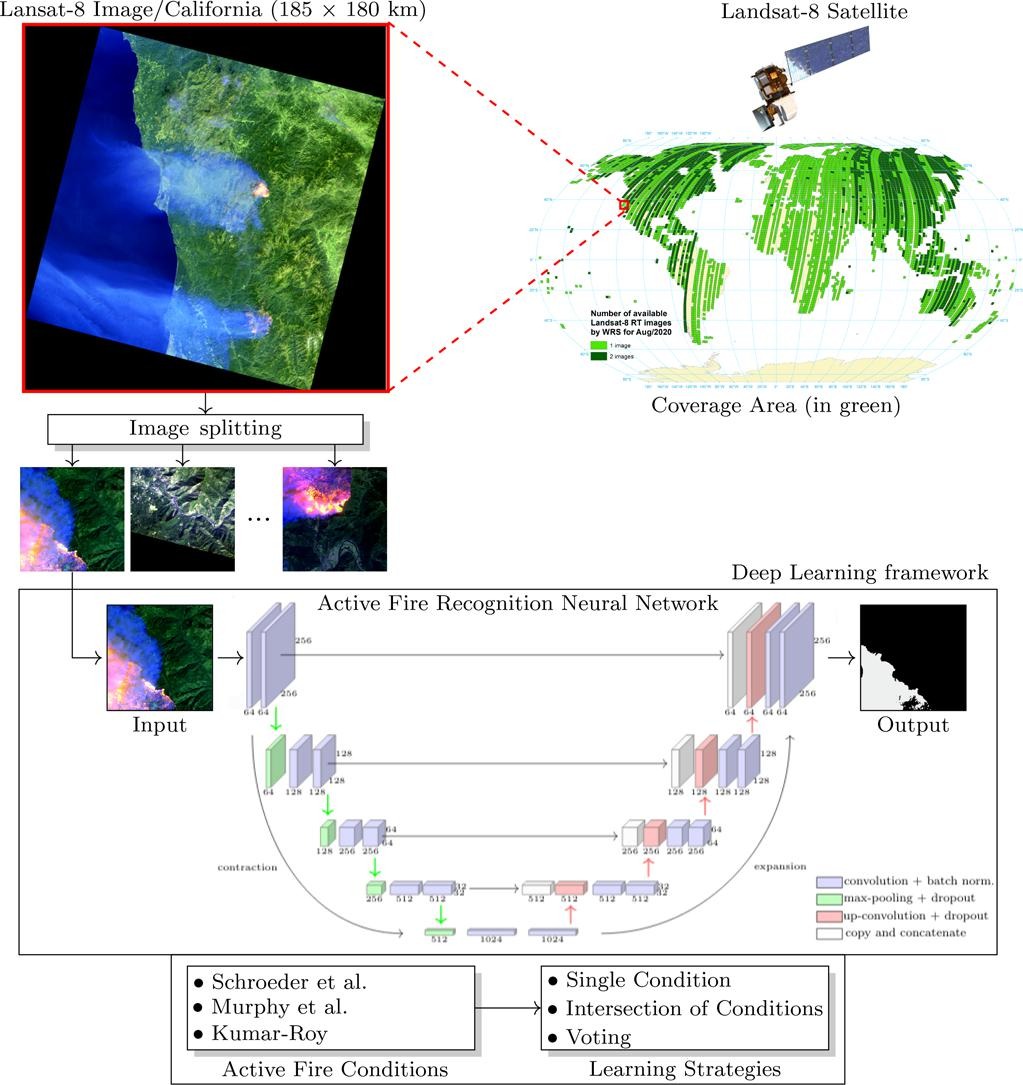 Lansat-8 Image/California (185 × 180 km)
Landsat-8 Satellite
Number of available
Landsat-8 RT images
by WRS for Aug/2020
1 image
2 images
Coverage Area (in green)
Image splitting
...
Deep Learning framework
Active Fire Recognition Neural Network
Input
Output
256
256
64 64
64 64 64 64
256
256
64 128 128
128
128
128 128 128 128
128
128
128 256 256
64
64
256 256 256 256
64
64
256 512 512
32
32
512 512 512 512
32
32
512 1024 1024
contraction
expansion
convolution + batch norm.
max-pooling + dropout
up-convolution + dropout
copy and concatenate
• Schroeder et al.
• Murphy et al.
• Kumar-Roy
Active Fire Conditions
• Single Condition
• Intersection of Conditions
• Voting
Learning Strategies